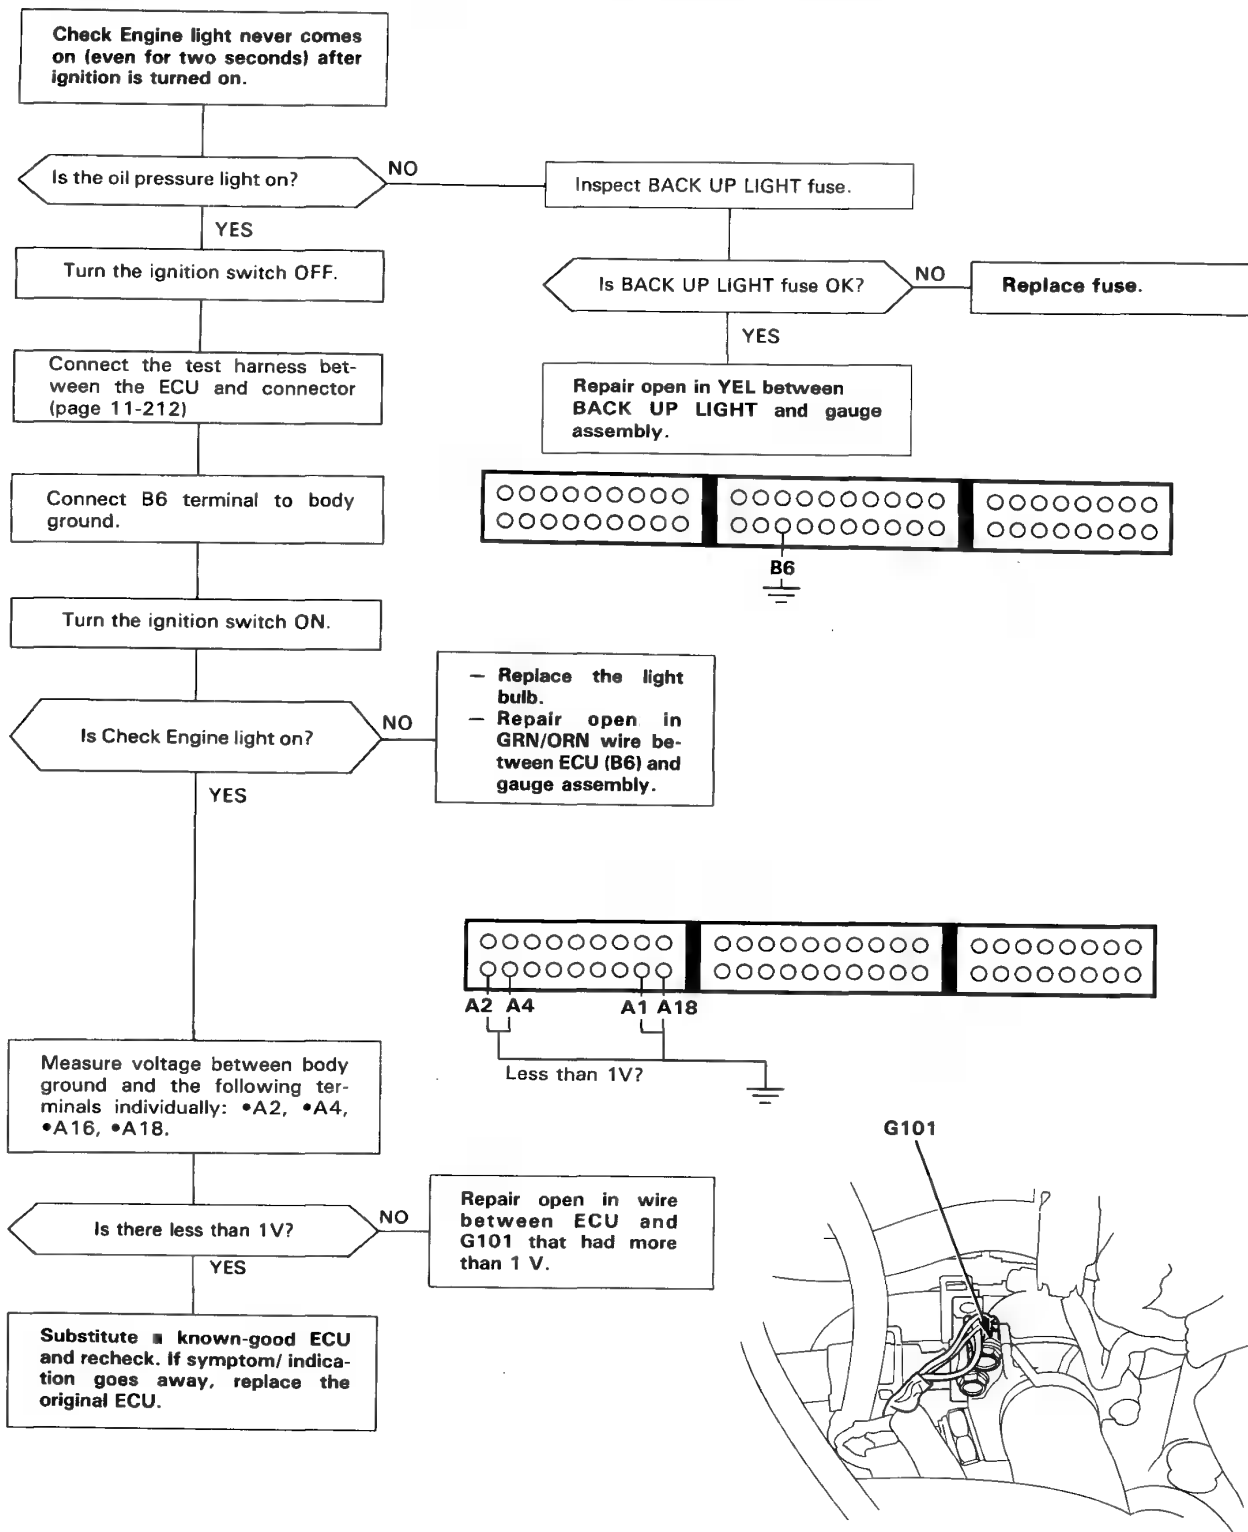 Check Engine light never comes
on (even for two seconds) after
ignition is turned on.
Is the oil pressure light on?
NO
Inspect BACK UP LIGHT fuse.
YES
Turn the ignition switch OFF.
Is BACK UP LIGHT fuse OK?
NO
Replace fuse.
YES
Connect the test harness bet-
ween the ECU and connector
(page 11-212)
Repair open in YEL between
BACK UP LIGHT and gauge
assembly.
Connect B6 terminal to body
ground.
B6
Turn the ignition switch ON.
Is Check Engine light on?
NO
— Replace the light
bulb.
— Repair open in
GRN/ORN wire be-
tween ECU (B6) and
gauge assembly.
YES
A2 A4 A1 A18
Less than 1V?
Measure voltage between body
ground and the following ter-
minals individually: •A2, •A4,
•A16, •A18.
G101
Is there less than 1V?
NO
Repair open in wire
between ECU and
G101 that had more
than 1 V.
YES
Substitute known-good ECU
and recheck. If symptom/ indica-
tion goes away, replace the
original ECU.